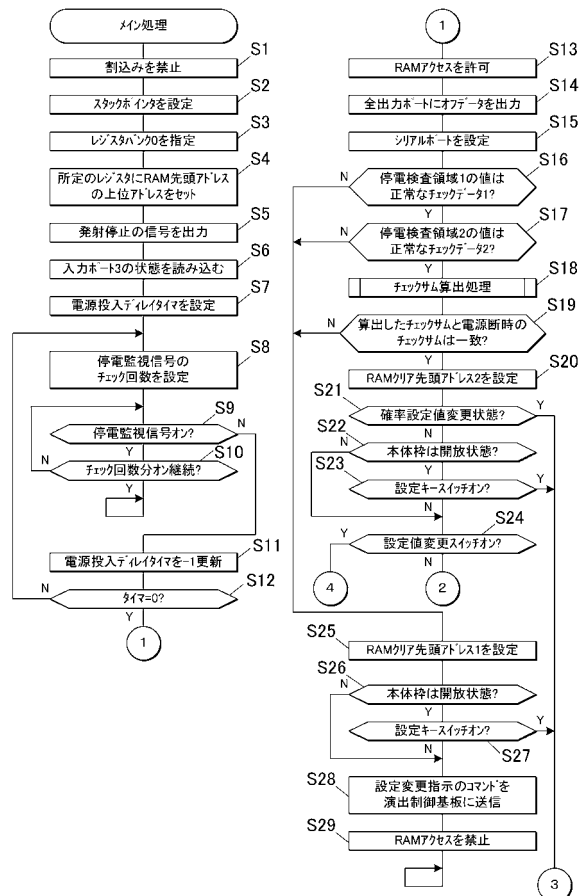 メイン処理
S1
割込みを禁止
S2
スタックポインタを設定
S3
レジスタバンク0を指定
S4
所定のレジスタにRAM先頭アドレス
の上位アドレスをセット
S5
発射停止の信号を出力
S6
入力ポート3の状態を読み込む
S7
電源投入ディレイタイマを設定
S8
停電監視信号の
チェック回数を設定
S9
停電監視信号オン?
N
Y
S10
N
チェック回数分オン継続?
Y
S11
電源投入ディレイタイマを-1更新
S12
N
タイマ=0?
Y
1
1
S13
RAMアクセスを許可
S14
全出力ポートにオフデータを出力
S15
シリアルポートを設定
S16
N
停電検査領域1の値は
正常なチェックデータ1?
Y
S17
N
停電検査領域2の値は
正常なチェックデータ2?
Y
S18
チェックサム算出処理
S19
N
算出したチェックサムと電源断時の
チェックサムは一致?
Y
S20
RAMクリア先頭アドレス2を設定
S21
確率設定値変更状態?
Y
N
S22
N
本体枠は開放状態?
Y
S23
設定キースイッチオン?
Y
N
S24
Y
設定値変更スイッチオン?
N
4
2
S25
RAMクリア先頭アドレス1を設定
S26
N
本体枠は開放状態?
Y
設定キースイッチオン?
Y
N
S27
S28
設定変更指示のコマンドを
演出制御基板に送信
S29
RAMアクセスを禁止
3